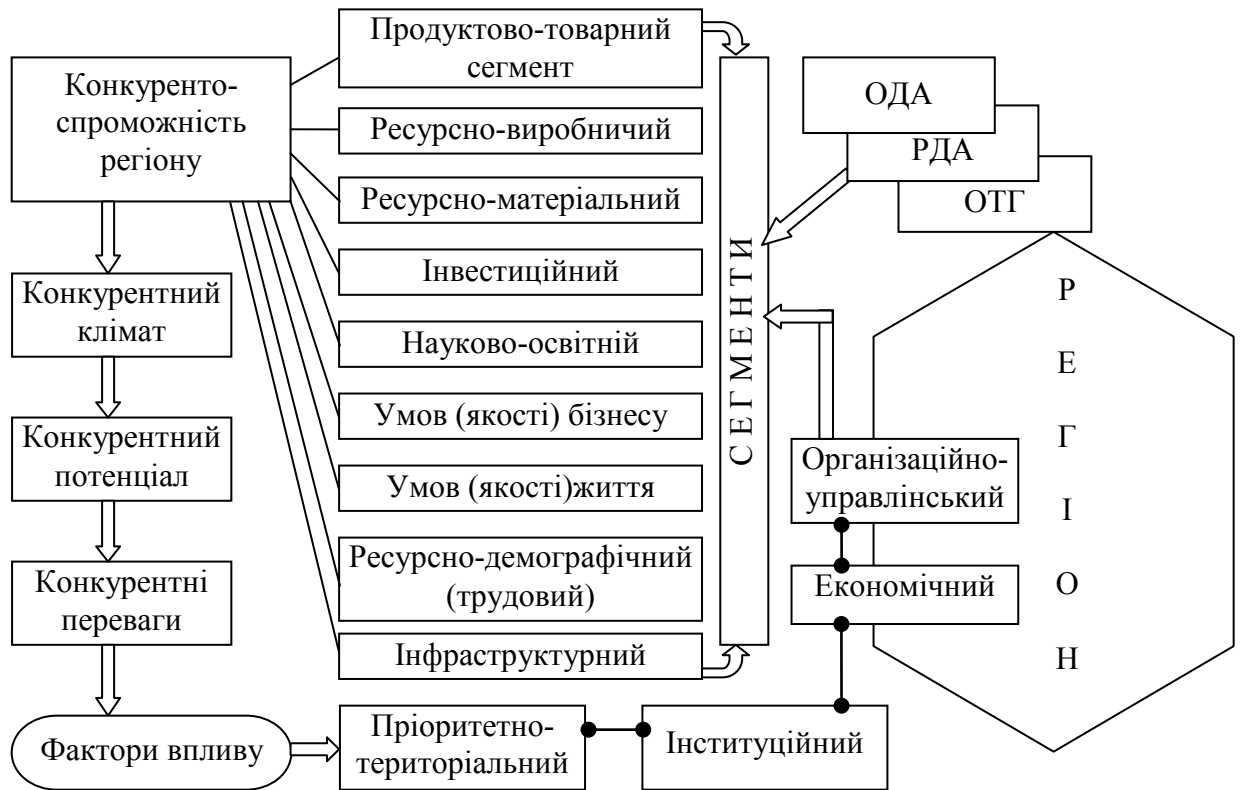 Конкуренто-
спроможність
регіону
Конкурентний
клімат
Конкурентний
потенціал
Конкурентні
переваги
Фактори впливу
Продуктово-товарний
сегмент
Ресурсно-виробничий
Ресурсно-матеріальний
Інвестиційний
Науково-освітній
Умов (якості) бізнесу
Умов (якості)життя
Ресурсно-демографічний
(трудовий)
Інфраструктурний
Пріоритетно-
територіальний
Інституційний
СЕГМЕНТИ
ОДА
РДА
ОТГ
Організаційно-
управлінський
Економічний
РЕГІОН